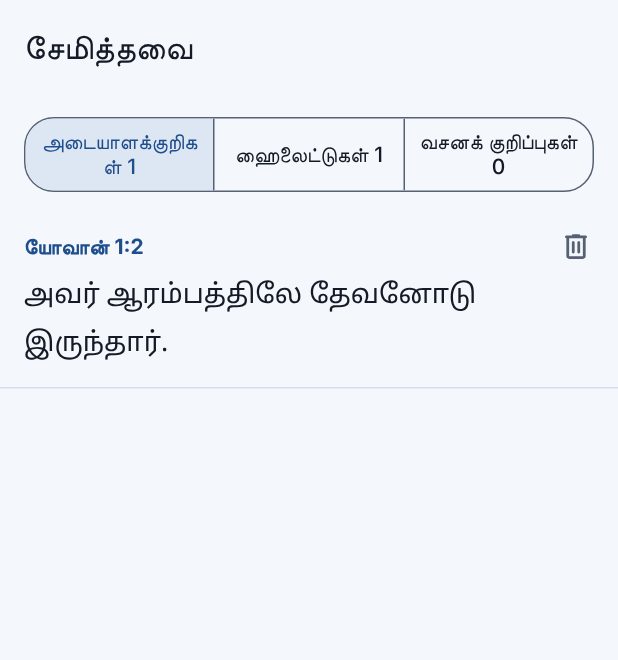 சேமித்தவை
அடையாளக்குறிக
ள் 1
ஹைலைட்டுகள் 1
வசனக் குறிப்புகள்
0
யோவான் 1:2
அவர் ஆரம்பத்திலே தேவனோடு
இருந்தார்.